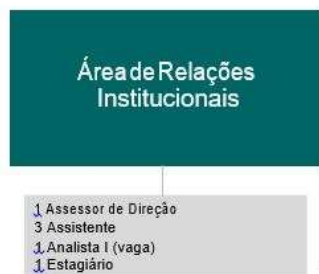 Área de Relações
Institucionais
1 Assessor de Direção
3 Assistente
1 Analista I (vaga)
1 Estagiário